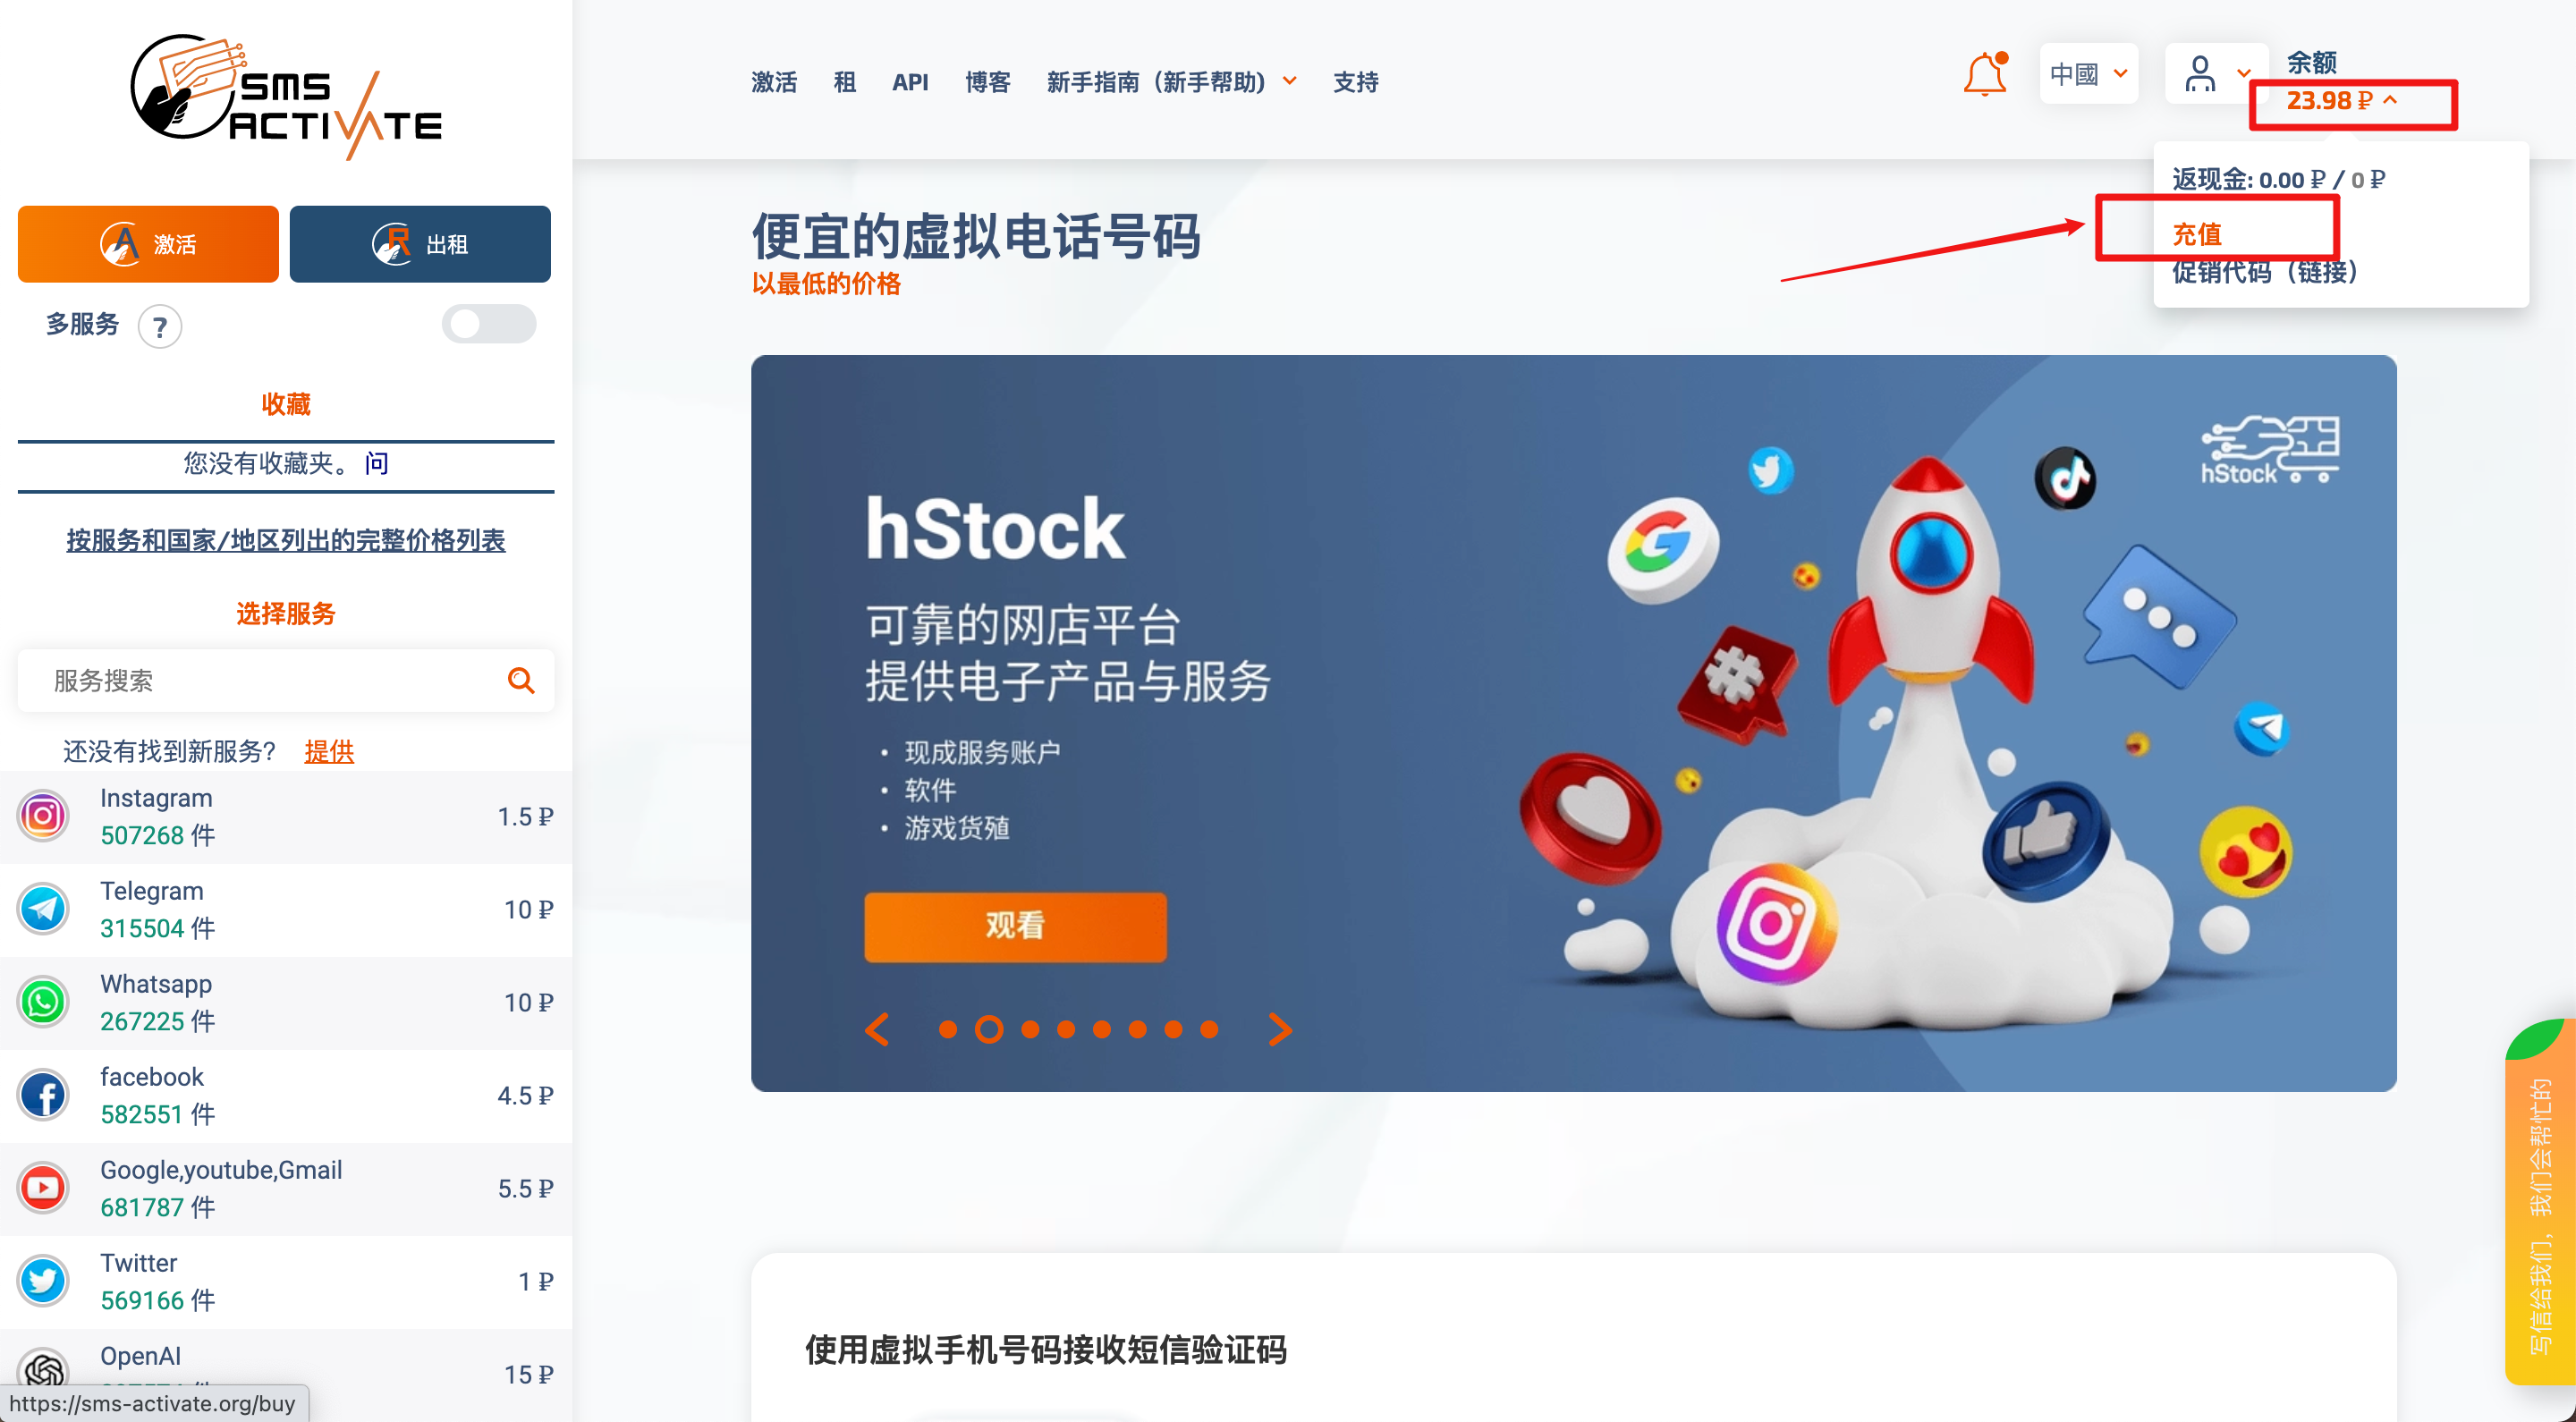 SMS
ACTIVATE
激活
出租
多服务 ?
收藏
您没有收藏夹。 问
按服务和国家/地区列出的完整价格列表
选择服务
服务搜索
还没有找到新服务? 提供
Instagram
507268 件
1.5 ₽
Telegram
315504 件
10 ₽
Whatsapp
267225 件
10 ₽
facebook
582551 件
4.5 ₽
Google,youtube,Gmail
681787 件
5.5 ₽
Twitter
569166 件
1 ₽
OpenAI
15 ₽
https://sms-activate.org/buy
激活 租 API 博客 新手指南（新手帮助） 支持
中國
余额
23.98 ₽
返现金: 0.00 ₽ / 0 ₽
充值
促销代码（链接）
便宜的虚拟电话号码
以最低的价格
hStock
hStock
可靠的网店平台
提供电子产品与服务
• 现成服务账户
• 软件
• 游戏货殖
观看
使用虚拟手机号码接收短信验证码
写信给我们，我们会帮忙的